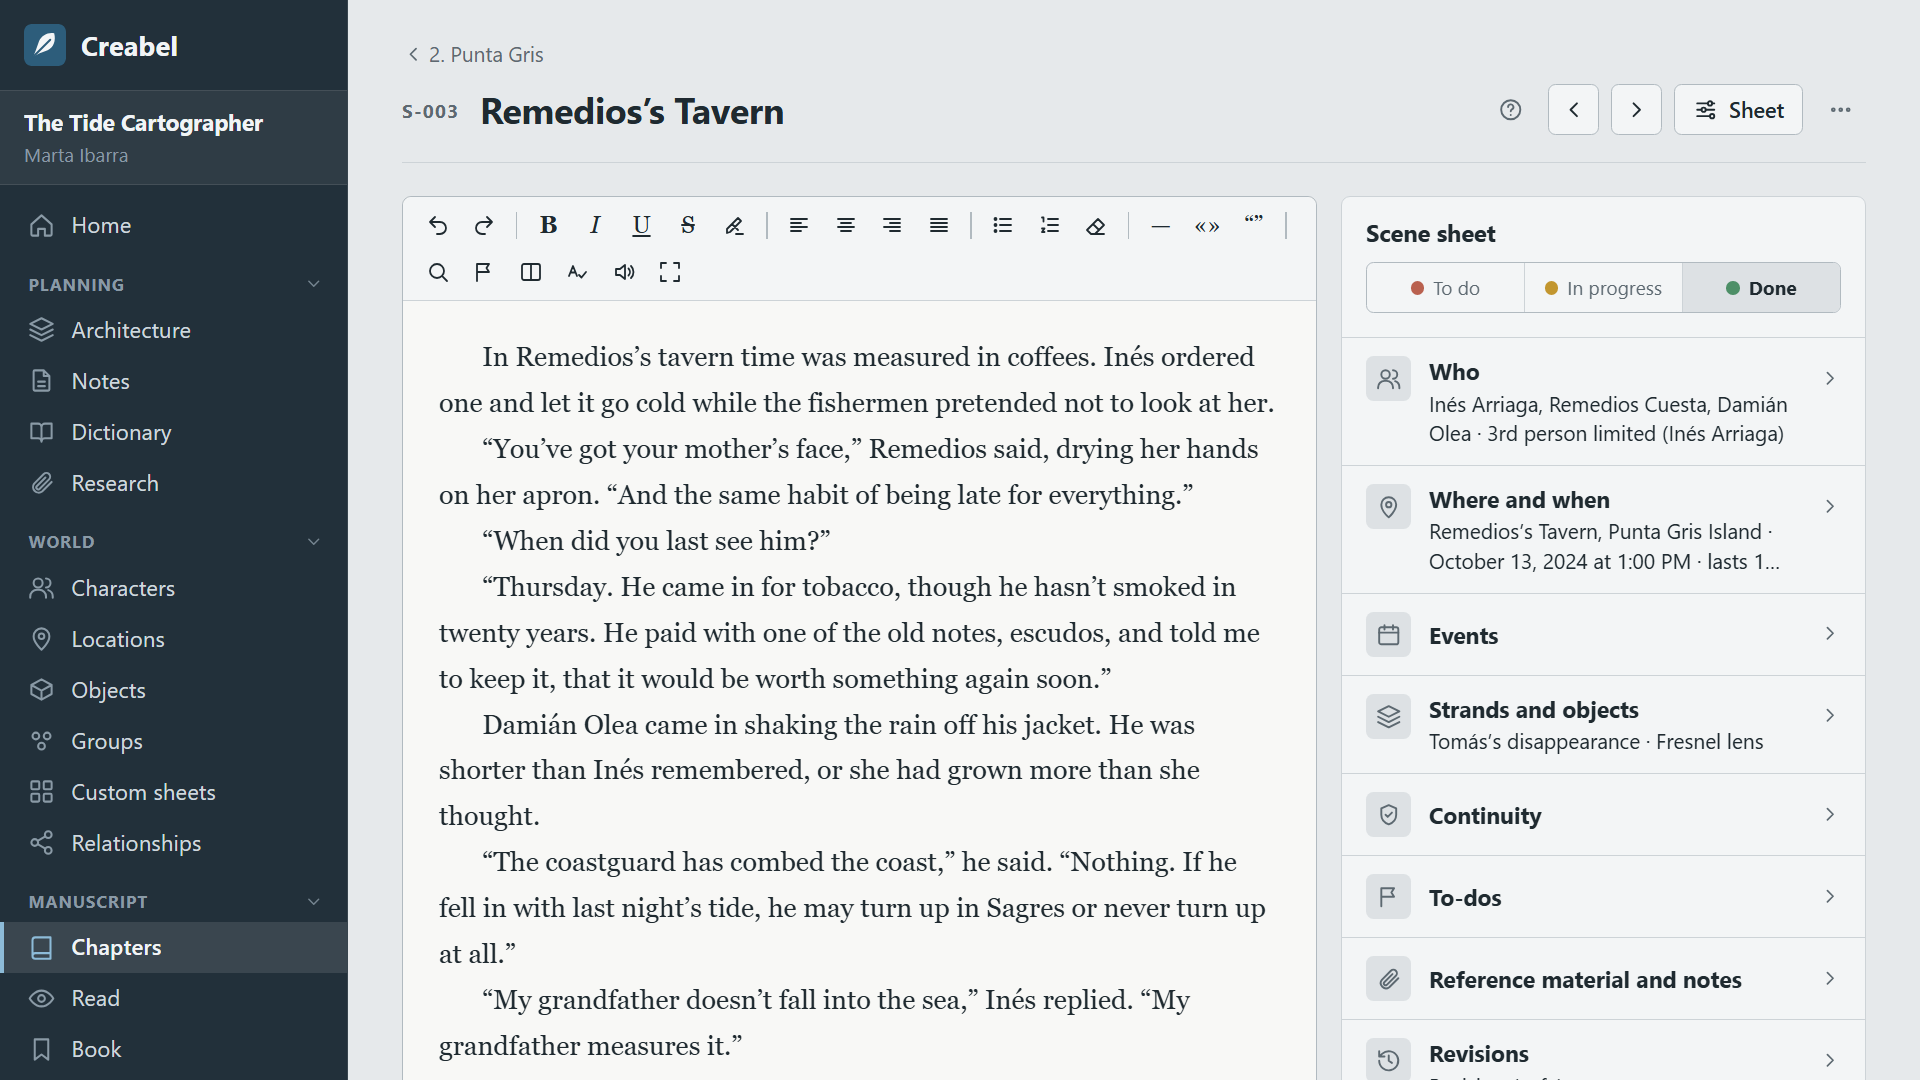 Creabel
The Tide Cartographer
Marta Ibarra
Home
PLANNING
Architecture
Notes
Dictionary
Research
WORLD
Characters
Locations
Objects
Groups
Custom sheets
Relationships
MANUSCRIPT
Chapters
Read
Book
2. Punta Gris
S-003 Remedios’s Tavern
Sheet
B I U S — «» “”
In Remedios’s tavern time was measured in coffees. Inés ordered
one and let it go cold while the fishermen pretended not to look at her.
“You’ve got your mother’s face,” Remedios said, drying her hands
on her apron. “And the same habit of being late for everything.”
“When did you last see him?”
“Thursday. He came in for tobacco, though he hasn’t smoked in
twenty years. He paid with one of the old notes, escudos, and told me
to keep it, that it would be worth something again soon.”
Damián Olea came in shaking the rain off his jacket. He was
shorter than Inés remembered, or she had grown more than she
thought.
“The coastguard has combed the coast,” he said. “Nothing. If he
fell in with last night’s tide, he may turn up in Sagres or never turn up
at all.”
“My grandfather doesn’t fall into the sea,” Inés replied. “My
grandfather measures it.”
Scene sheet
To do
In progress
Done
Who
Inés Arriaga, Remedios Cuesta, Damián
Olea · 3rd person limited (Inés Arriaga)
Where and when
Remedios’s Tavern, Punta Gris Island ·
October 13, 2024 at 1:00 PM · lasts 1…
Events
Strands and objects
Tomás’s disappearance · Fresnel lens
Continuity
To-dos
Reference material and notes
Revisions